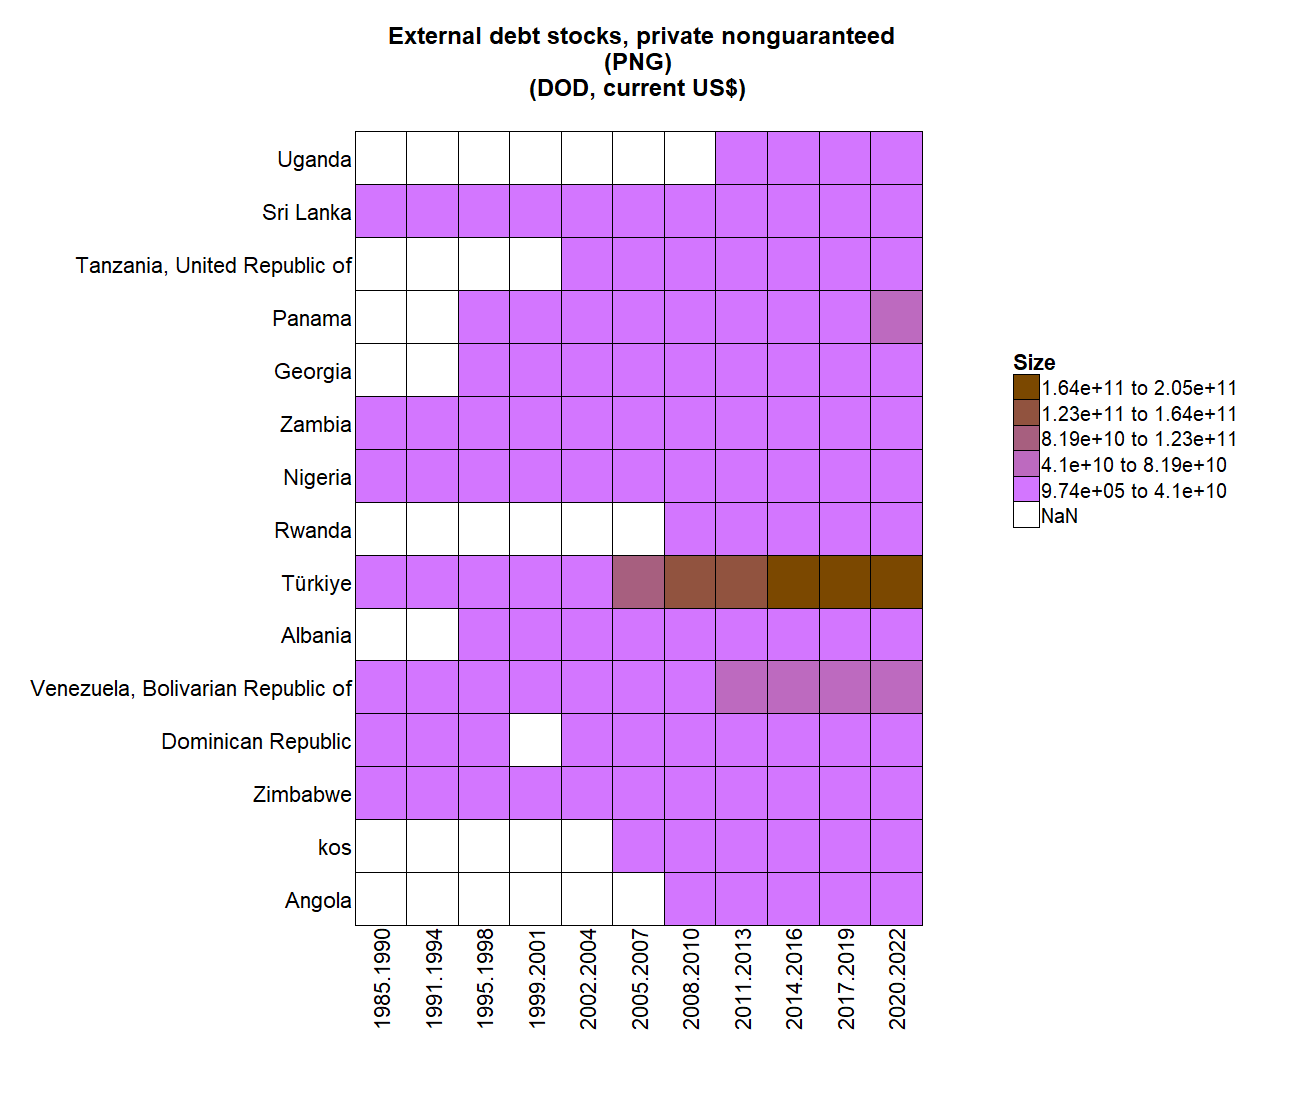 External debt stocks, private nonguaranteed
(PNG)
(DOD, current US$)
Uganda
Sri Lanka
Tanzania, United Republic of
Panama
Georgia
Zambia
Nigeria
Rwanda
Türkiye
Albania
Venezuela, Bolivarian Republic of
Dominican Republic
Zimbabwe
kos
Angola
1985.1990
1991.1994
1995.1998
1999.2001
2002.2004
2005.2007
2008.2010
2011.2013
2014.2016
2017.2019
2020.2022
Size
1.64e+11 to 2.05e+11
1.23e+11 to 1.64e+11
8.19e+10 to 1.23e+11
4.1e+10 to 8.19e+10
9.74e+05 to 4.1e+10
NaN